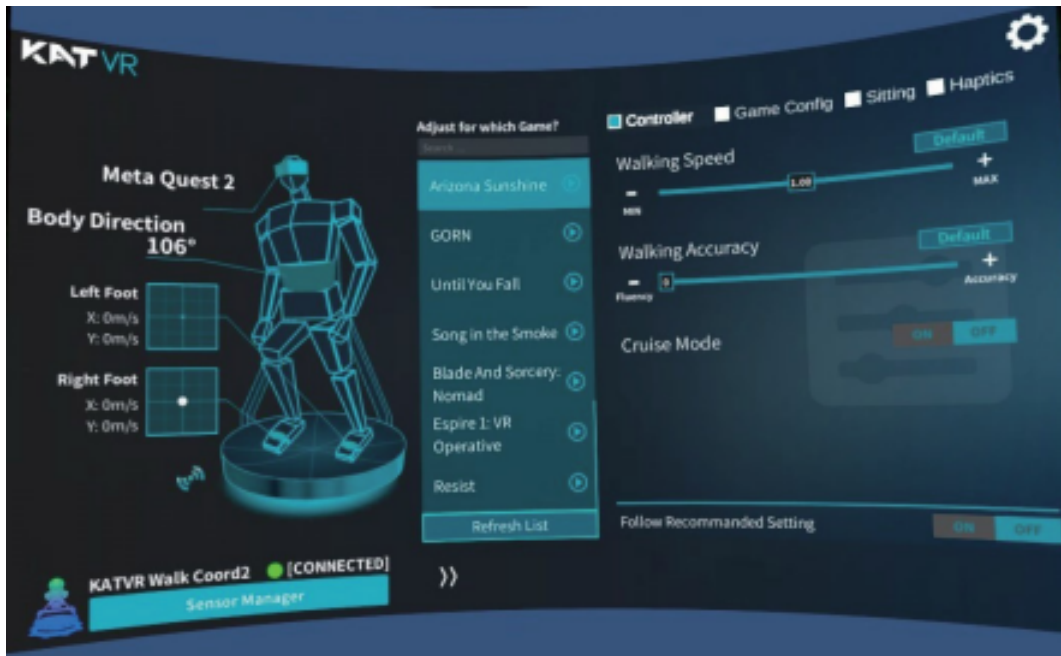 KAT VR
Meta Quest 2
Body Direction
106°
Left Foot
X: 0m/s
Y: 0m/s
Right Foot
X: 0m/s
Y: 0m/s
KATVR Walk Coord2 [CONNECTED]
Sensor Manager
Adjust for which Game?
Search ...
Arizona Sunshine
GORN
Until You Fall
Song in the Smoke
Blade And Sorcery:
Nomad
Espire 1: VR
Operative
Resist
Refresh List
Controller Game Config Sitting Haptics
Walking Speed Default
- 1.00 +
MIN MAX
Walking Accuracy Default
- 0 +
Fluency Accuracy
Cruise Mode ON OFF
Follow Recommanded Setting ON OFF